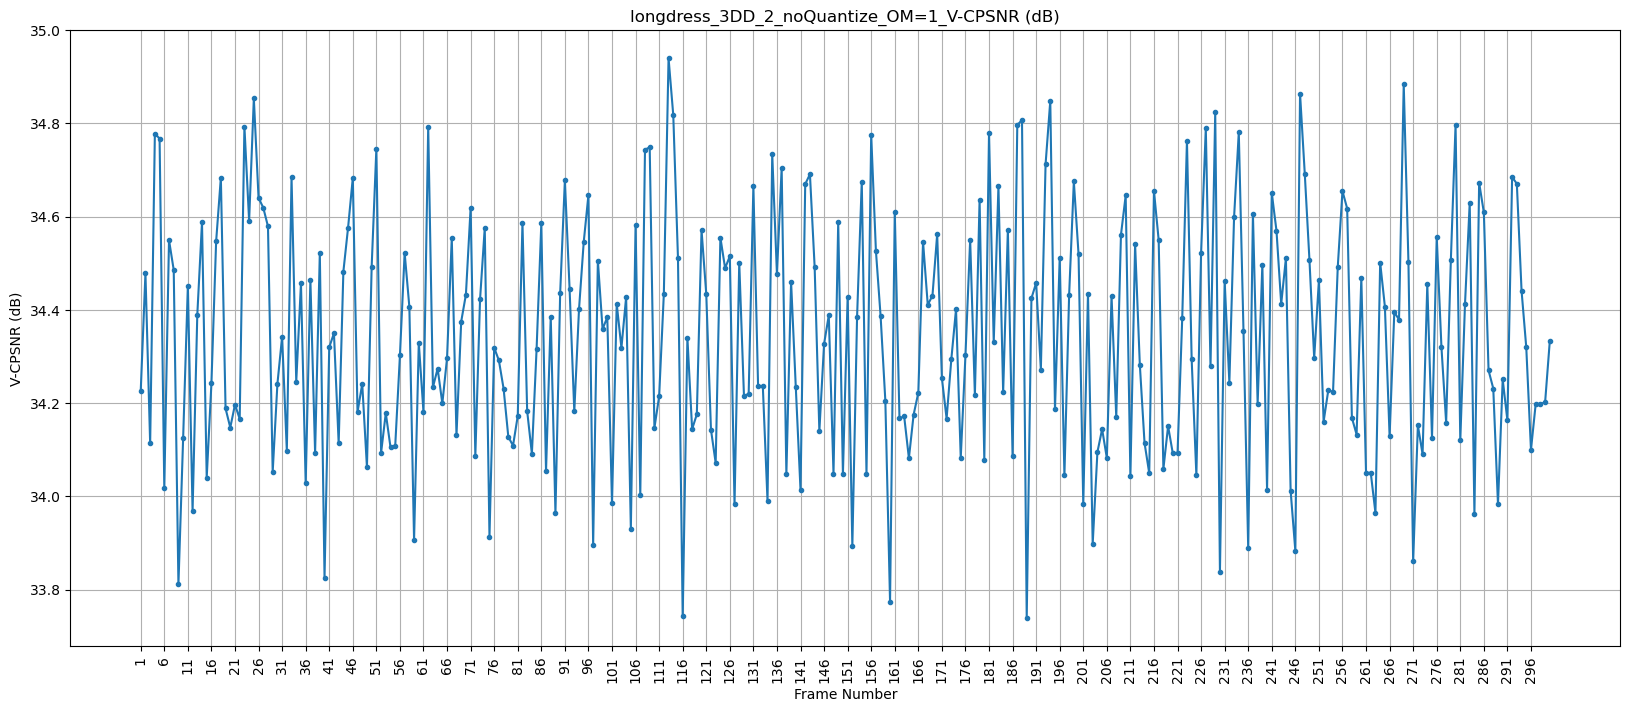 longdress_3DD_2_noQuantize_OM=1_V-CPSNR (dB)
V-CPSNR (dB)
35.0
34.8
34.6
34.4
34.2
34.0
33.8
1 6 11 16 21 26 31 36 41 46 51 56 61 66 71 76 81 86 91 96 101 106 111 116 121 126 131 136 141 146 151 156 161 166 171 176 181 186 191 196 201 206 211 216 221 226 231 236 241 246 251 256 261 266 271 276 281 286 291 296
Frame Number